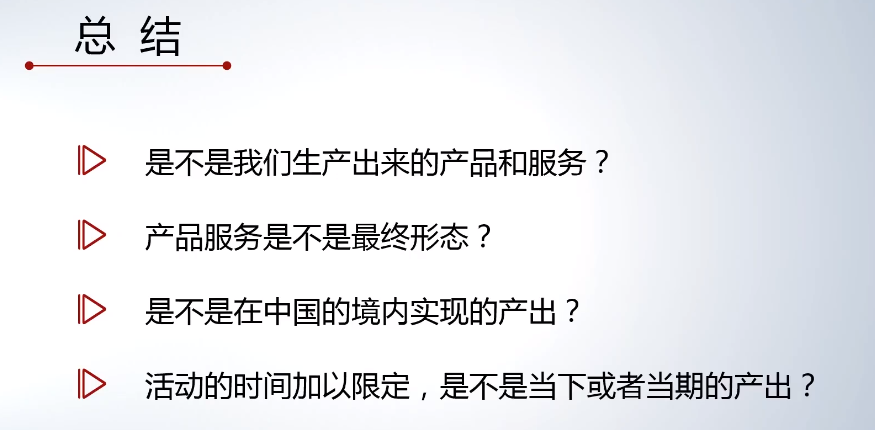 总 结
是不是我们生产出来的产品和服务？
产品服务是不是最终形态？
是不是在中国的境内实现的产出？
活动的时间加以限定，是不是当下或者当期的产出？